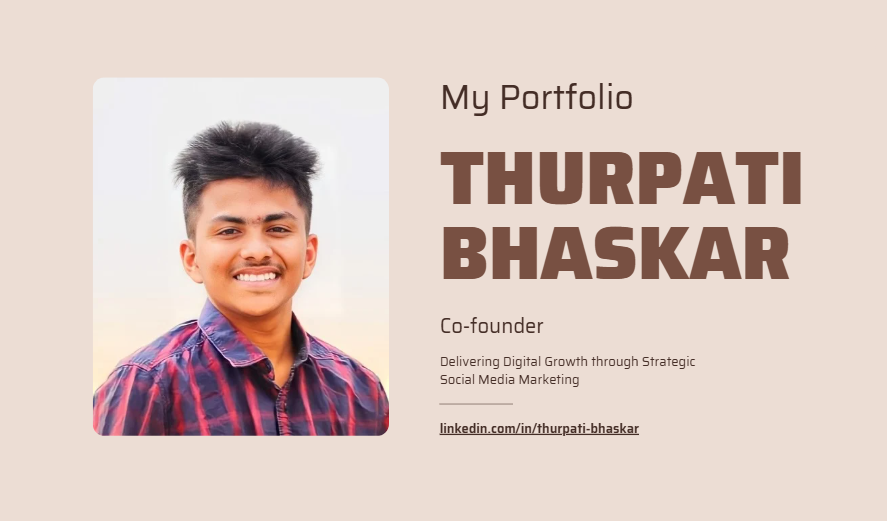 My Portfolio
THURPATI
BHASKAR
Co-founder
Delivering Digital Growth through Strategic
Social Media Marketing
linkedin.com/in/thurpati-bhaskar